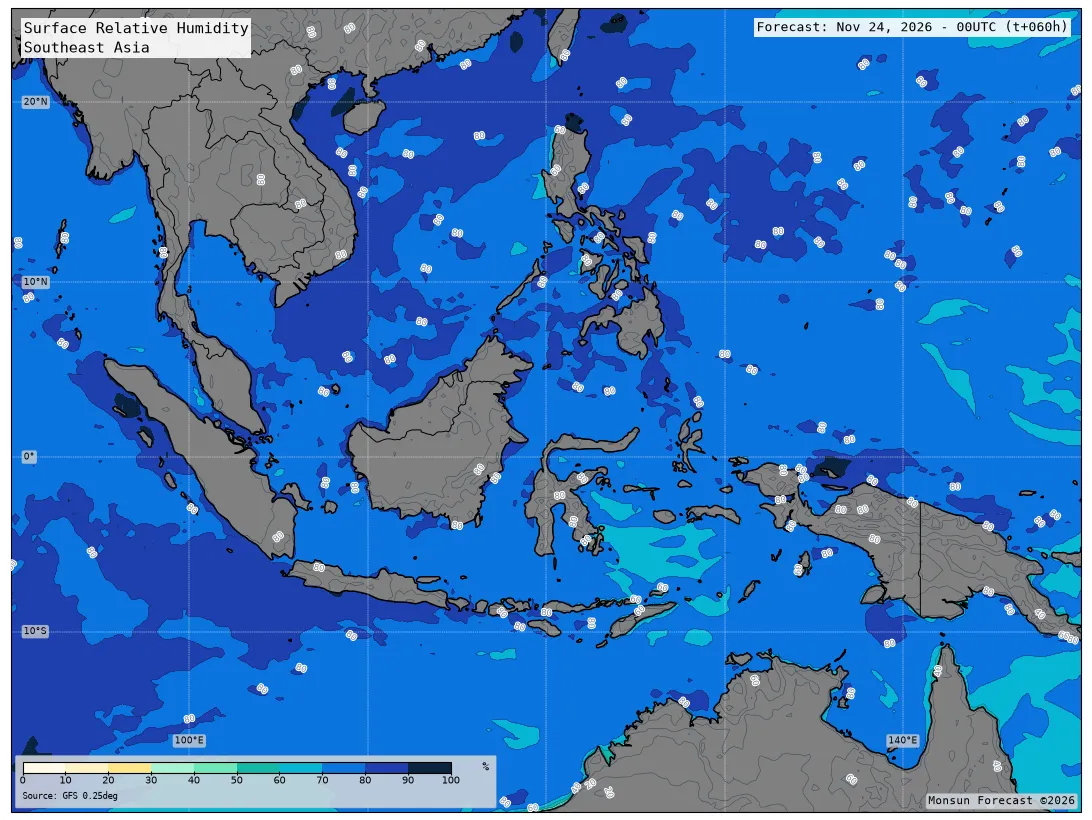 Surface Relative Humidity
Southeast Asia
Forecast: Nov 24, 2026 - 00UTC (t+060h)
20°N
10°N
0°
10°S
100°E
140°E
0 10 20 30 40 50 60 70 80 90 100 %
Source: GFS 0.25deg
Monsun Forecast ©2026